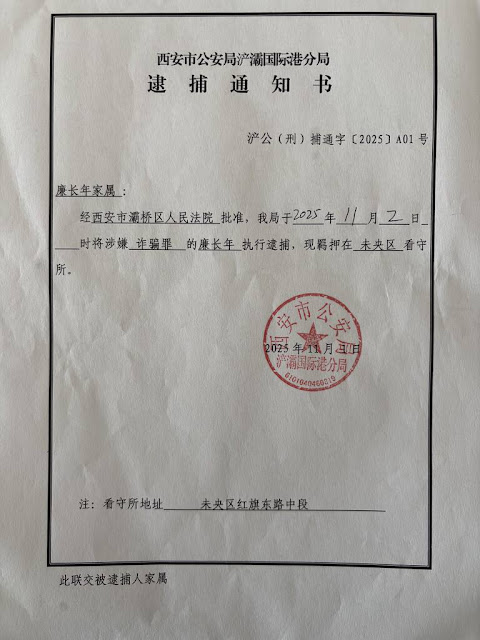 西安市公安局浐灞国际港分局
逮捕通知书
浐公（刑）捕通字〔2025〕A01号
廉长年家属：
经西安市灞桥区人民法院 批准，我局于2025年11月2日
时将涉嫌 诈骗罪 的廉长年 执行逮捕，现羁押在 未央区 看守
所。
西安市公安局
2025年11月日
浐灞国际港分局
6101040460219
注：看守所地址 未央区红旗东路中段
此联交被逮捕人家属